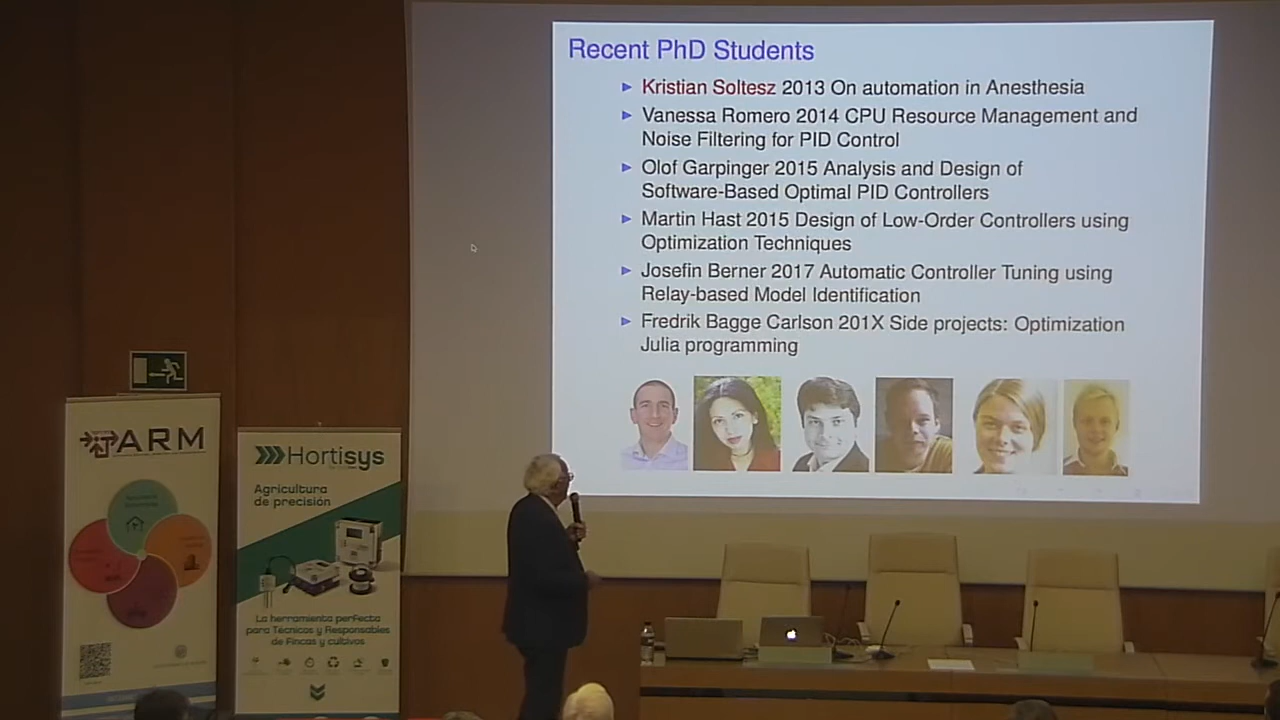 Recent PhD Students
Kristian Soltesz 2013 On automation in Anesthesia
Vanessa Romero 2014 CPU Resource Management and
Noise Filtering for PID Control
Olof Garpinger 2015 Analysis and Design of
Software-Based Optimal PID Controllers
Martin Hast 2015 Design of Low-Order Controllers using
Optimization Techniques
Josefin Berner 2017 Automatic Controller Tuning using
Relay-based Model Identification
Fredrik Bagge Carlson 201X Side projects: Optimization
Julia programming
ARM
Hortisys
Agricultura
de precisión
La herramienta perfecta
para Técnicos y Responsables
de Fincas y cultivos